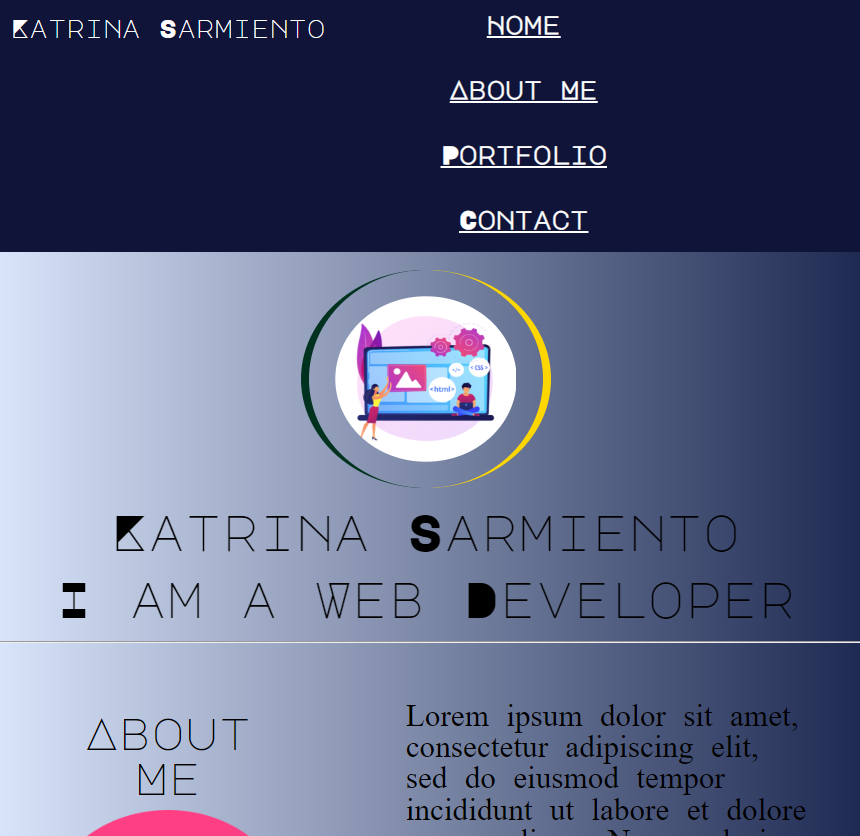 Katrina Sarmiento
Home
About Me
Portfolio
Contact
</>
<CSS>
<html>
Katrina Sarmiento
I am a Web Developer
About
Me
Lorem ipsum dolor sit amet,
consectetur adipiscing elit,
sed do eiusmod tempor
incididunt ut labore et dolore